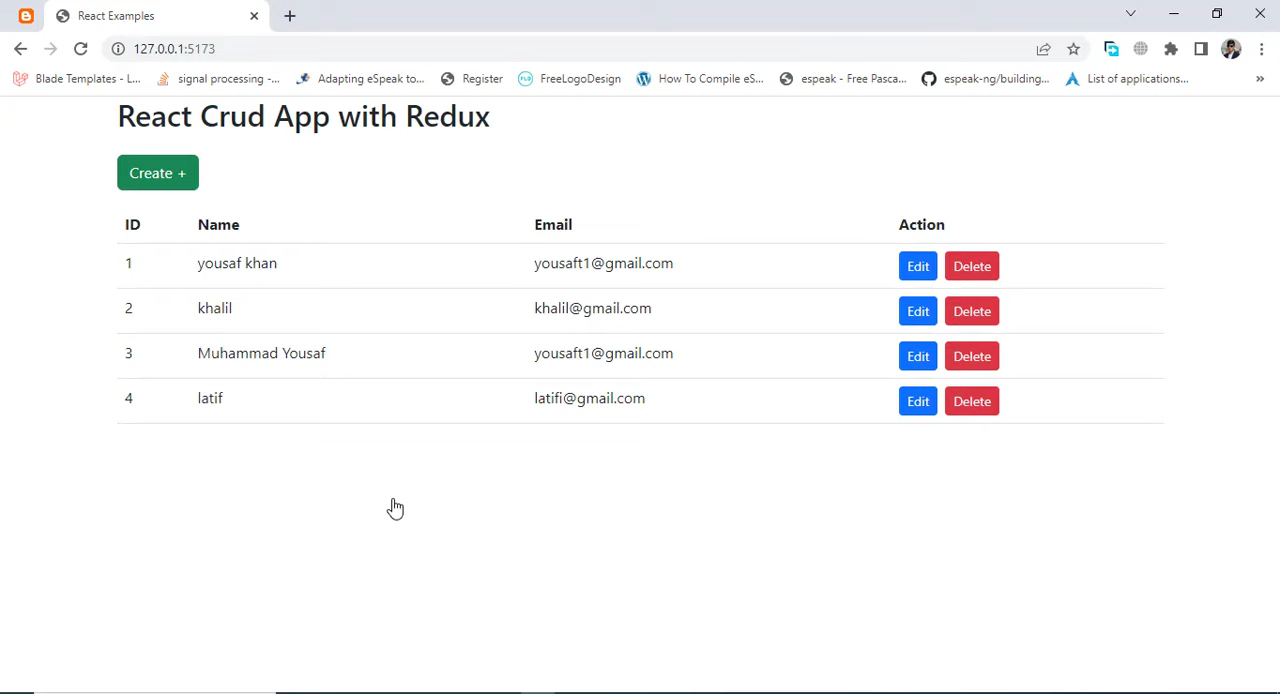 React Examples
127.0.0.1:5173
Blade Templates - L... signal processing -... Adapting eSpeak to... Register FreeLogoDesign How To Compile eS... espeak - Free Pasca... espeak-ng/building... List of applications... »
React Crud App with Redux
Create +
ID Name Email Action
1 yousaf khan yousaft1@gmail.com Edit Delete
2 khalil khalil@gmail.com Edit Delete
3 Muhammad Yousaf yousaft1@gmail.com Edit Delete
4 latif latifi@gmail.com Edit Delete